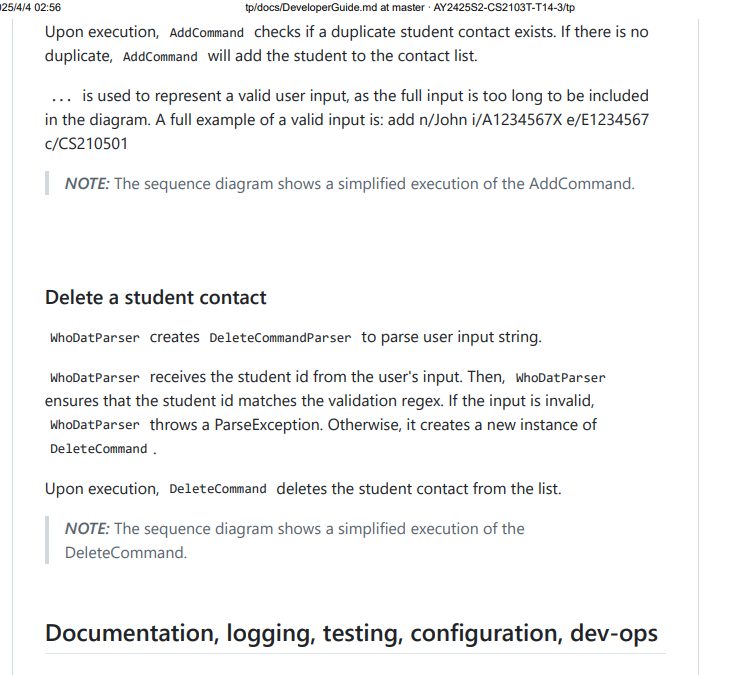 25/4/4 02:56
tp/docs/DeveloperGuide.md at master · AY2425S2-CS2103T-T14-3/tp
Upon execution, AddCommand checks if a duplicate student contact exists. If there is no
duplicate, AddCommand will add the student to the contact list.
... is used to represent a valid user input, as the full input is too long to be included
in the diagram. A full example of a valid input is: add n/John i/A1234567X e/E1234567
c/CS210501
NOTE: The sequence diagram shows a simplified execution of the AddCommand.
Delete a student contact
WhoDatParser creates DeleteCommandParser to parse user input string.
WhoDatParser receives the student id from the user's input. Then, WhoDatParser
ensures that the student id matches the validation regex. If the input is invalid,
WhoDatParser throws a ParseException. Otherwise, it creates a new instance of
DeleteCommand .
Upon execution, DeleteCommand deletes the student contact from the list.
NOTE: The sequence diagram shows a simplified execution of the
DeleteCommand.
Documentation, logging, testing, configuration, dev-ops